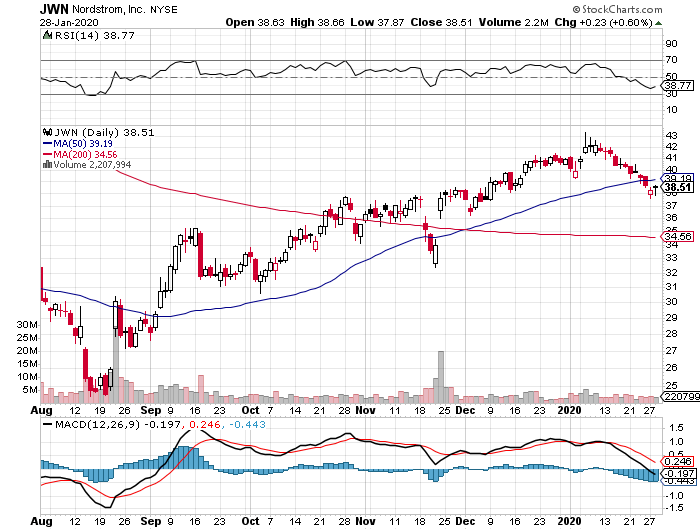 JWN Nordstrom, Inc. NYSE © StockCharts.com
28-Jan-2020 Open 38.63 High 38.66 Low 37.87 Close 38.51 Volume 2.2M Chg +0.23 (+0.60%)
RSI(14) 38.77
90
70
50
38.77
30
10
JWN (Daily) 38.51
MA(50) 39.19
MA(200) 34.56
Volume 2,207,994
43
42
41
40
39.19
38.51
38
37
36
35
34.56
34
33
32
31
30
29
28
27
26
25
30M
25M
20M
15M
10M
5M
220799
Aug 12 19 26 Sep 9 16 23 Oct 7 14 21 28 Nov 11 18 25 Dec 9 16 23 2020 13 21 27
MACD(12,26,9) -0.197, 0.246, -0.443
1.5
1.0
0.5
0.246
-0.197
-0.443
-1.0
-1.5
Aug 12 19 26 Sep 9 16 23 Oct 7 14 21 28 Nov 11 18 25 Dec 9 16 23 2020 13 21 27